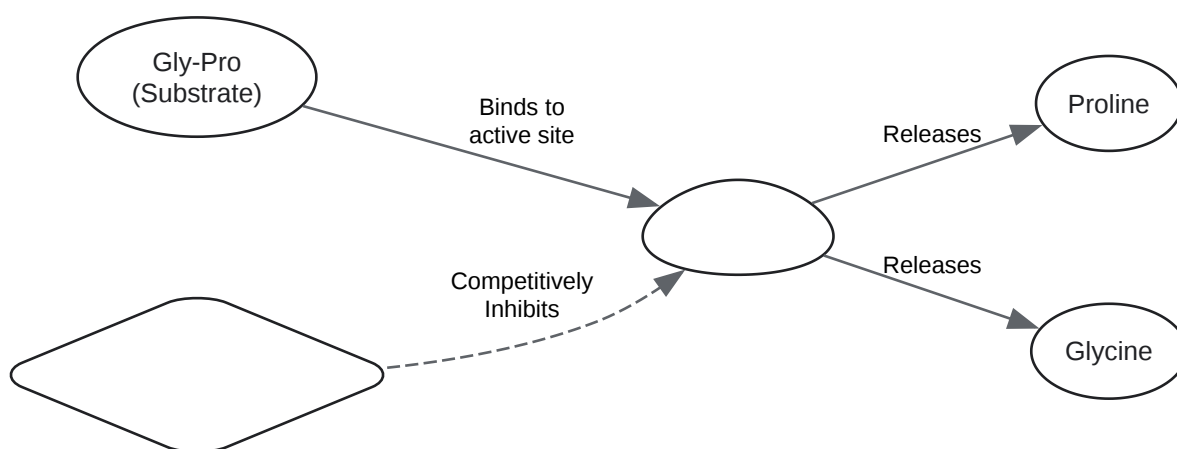 Gly-Pro
(Substrate)
Binds to
active site
Releases
Proline
Competitively
Inhibits
Releases
Glycine